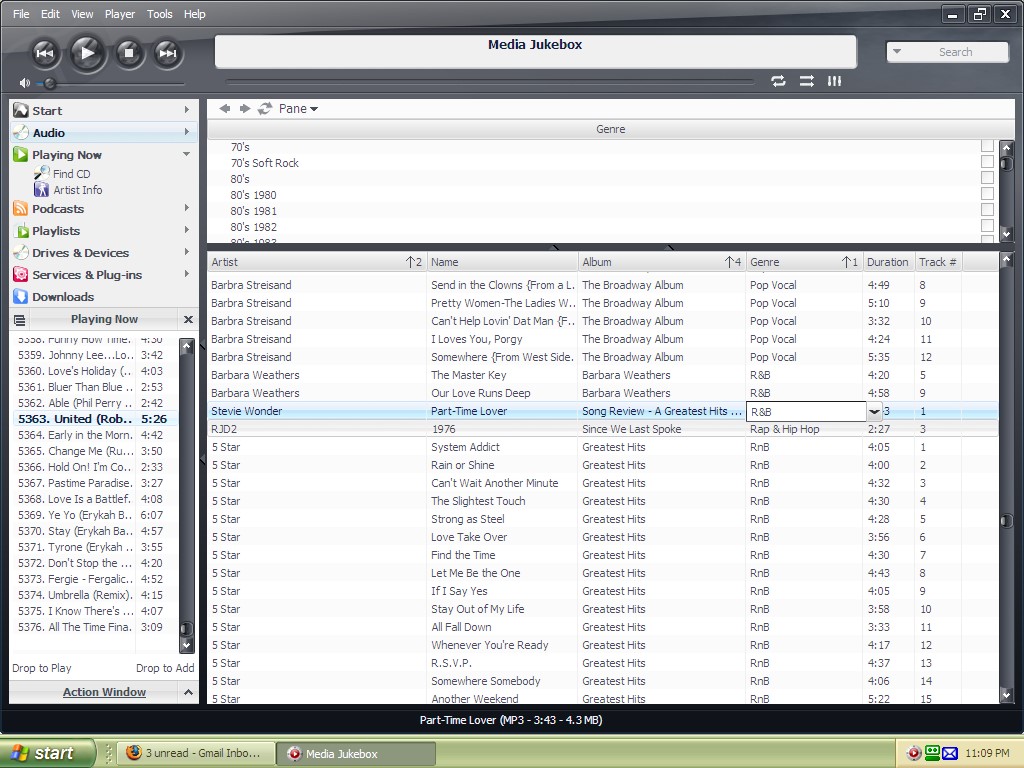 File Edit View Player Tools Help
Media Jukebox
Search
Start
Audio
Playing Now
Find CD
Artist Info
Podcasts
Playlists
Drives & Devices
Services & Plug-ins
Downloads
Playing Now
5358. Funny How Time.. 4:30
5359. Johnny Lee...Lo.. 3:42
5360. Love's Holiday (.. 4:03
5361. Bluer Than Blue .. 2:53
5362. Able (Phil Perry .. 2:42
5363. United (Rob.. 5:26
5364. Early in the Morn.. 4:42
5365. Change Me (Ru... 3:50
5366. Hold On! I'm Co... 2:33
5367. Pastime Paradise.. 3:27
5368. Love Is a Battlef.. 4:08
5369. Ye Yo (Erykah B.. 6:07
5370. Stay (Erykah Ba.. 4:57
5371. Tyrone (Erykah .. 3:55
5372. Don't Stop the ... 4:20
5373. Fergie - Fergalic.. 4:52
5374. Umbrella (Remix).. 4:15
5375. I Know There's ... 4:07
5376. All The Time Fina.. 3:09
Drop to Play Drop to Add
Action Window
Pane
Genre
70's
70's Soft Rock
80's
80's 1980
80's 1981
80's 1982
80's 1983
Artist 2 Name Album 4 Genre 1 Duration Track #
Barbra Streisand Send in the Clowns {From a L.. The Broadway Album Pop Vocal 4:49 8
Barbra Streisand Pretty Women-The Ladies W.. The Broadway Album Pop Vocal 5:10 9
Barbra Streisand Can't Help Lovin' Dat Man {F.. The Broadway Album Pop Vocal 3:32 10
Barbra Streisand I Loves You, Porgy The Broadway Album Pop Vocal 4:24 11
Barbra Streisand Somewhere {From West Side. The Broadway Album Pop Vocal 5:35 12
Barbara Weathers The Master Key Barbara Weathers R&B 4:20 5
Barbara Weathers Our Love Runs Deep Barbara Weathers R&B 4:58 9
Stevie Wonder Part-Time Lover Song Review - A Greatest Hits ... R&B 3 1
RJD2 1976 Since We Last Spoke Rap & Hip Hop 2:27 3
5 Star System Addict Greatest Hits RnB 4:05 1
5 Star Rain or Shine Greatest Hits RnB 4:00 2
5 Star Can't Wait Another Minute Greatest Hits RnB 4:32 3
5 Star The Slightest Touch Greatest Hits RnB 4:30 4
5 Star Strong as Steel Greatest Hits RnB 4:28 5
5 Star Love Take Over Greatest Hits RnB 3:56 6
5 Star Find the Time Greatest Hits RnB 4:30 7
5 Star Let Me Be the One Greatest Hits RnB 4:43 8
5 Star If I Say Yes Greatest Hits RnB 4:05 9
5 Star Stay Out of My Life Greatest Hits RnB 3:58 10
5 Star All Fall Down Greatest Hits RnB 3:33 11
5 Star Whenever You're Ready Greatest Hits RnB 4:17 12
5 Star R.S.V.P. Greatest Hits RnB 4:37 13
5 Star Somewhere Somebody Greatest Hits RnB 4:06 14
5 Star Another Weekend Greatest Hits RnB 5:22 15
Part-Time Lover (MP3 - 3:43 - 4.3 MB)
start 3 unread - Gmail Inbo... Media Jukebox 11:09 PM